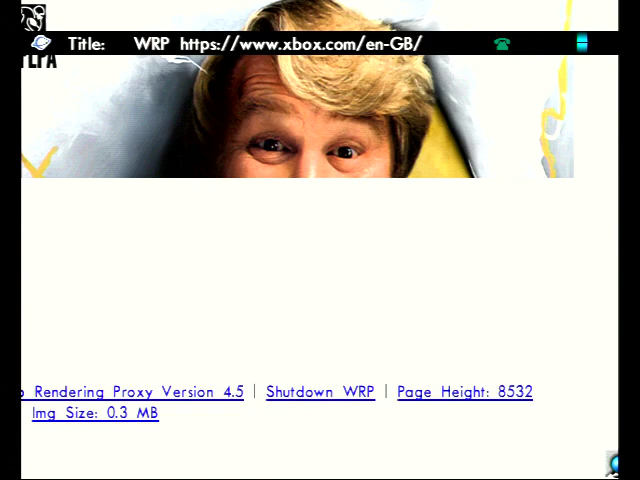 Title: WRP https://www.xbox.com/en-GB/
Rendering Proxy Version 4.5 | Shutdown WRP | Page Height: 8532
Img Size: 0.3 MB